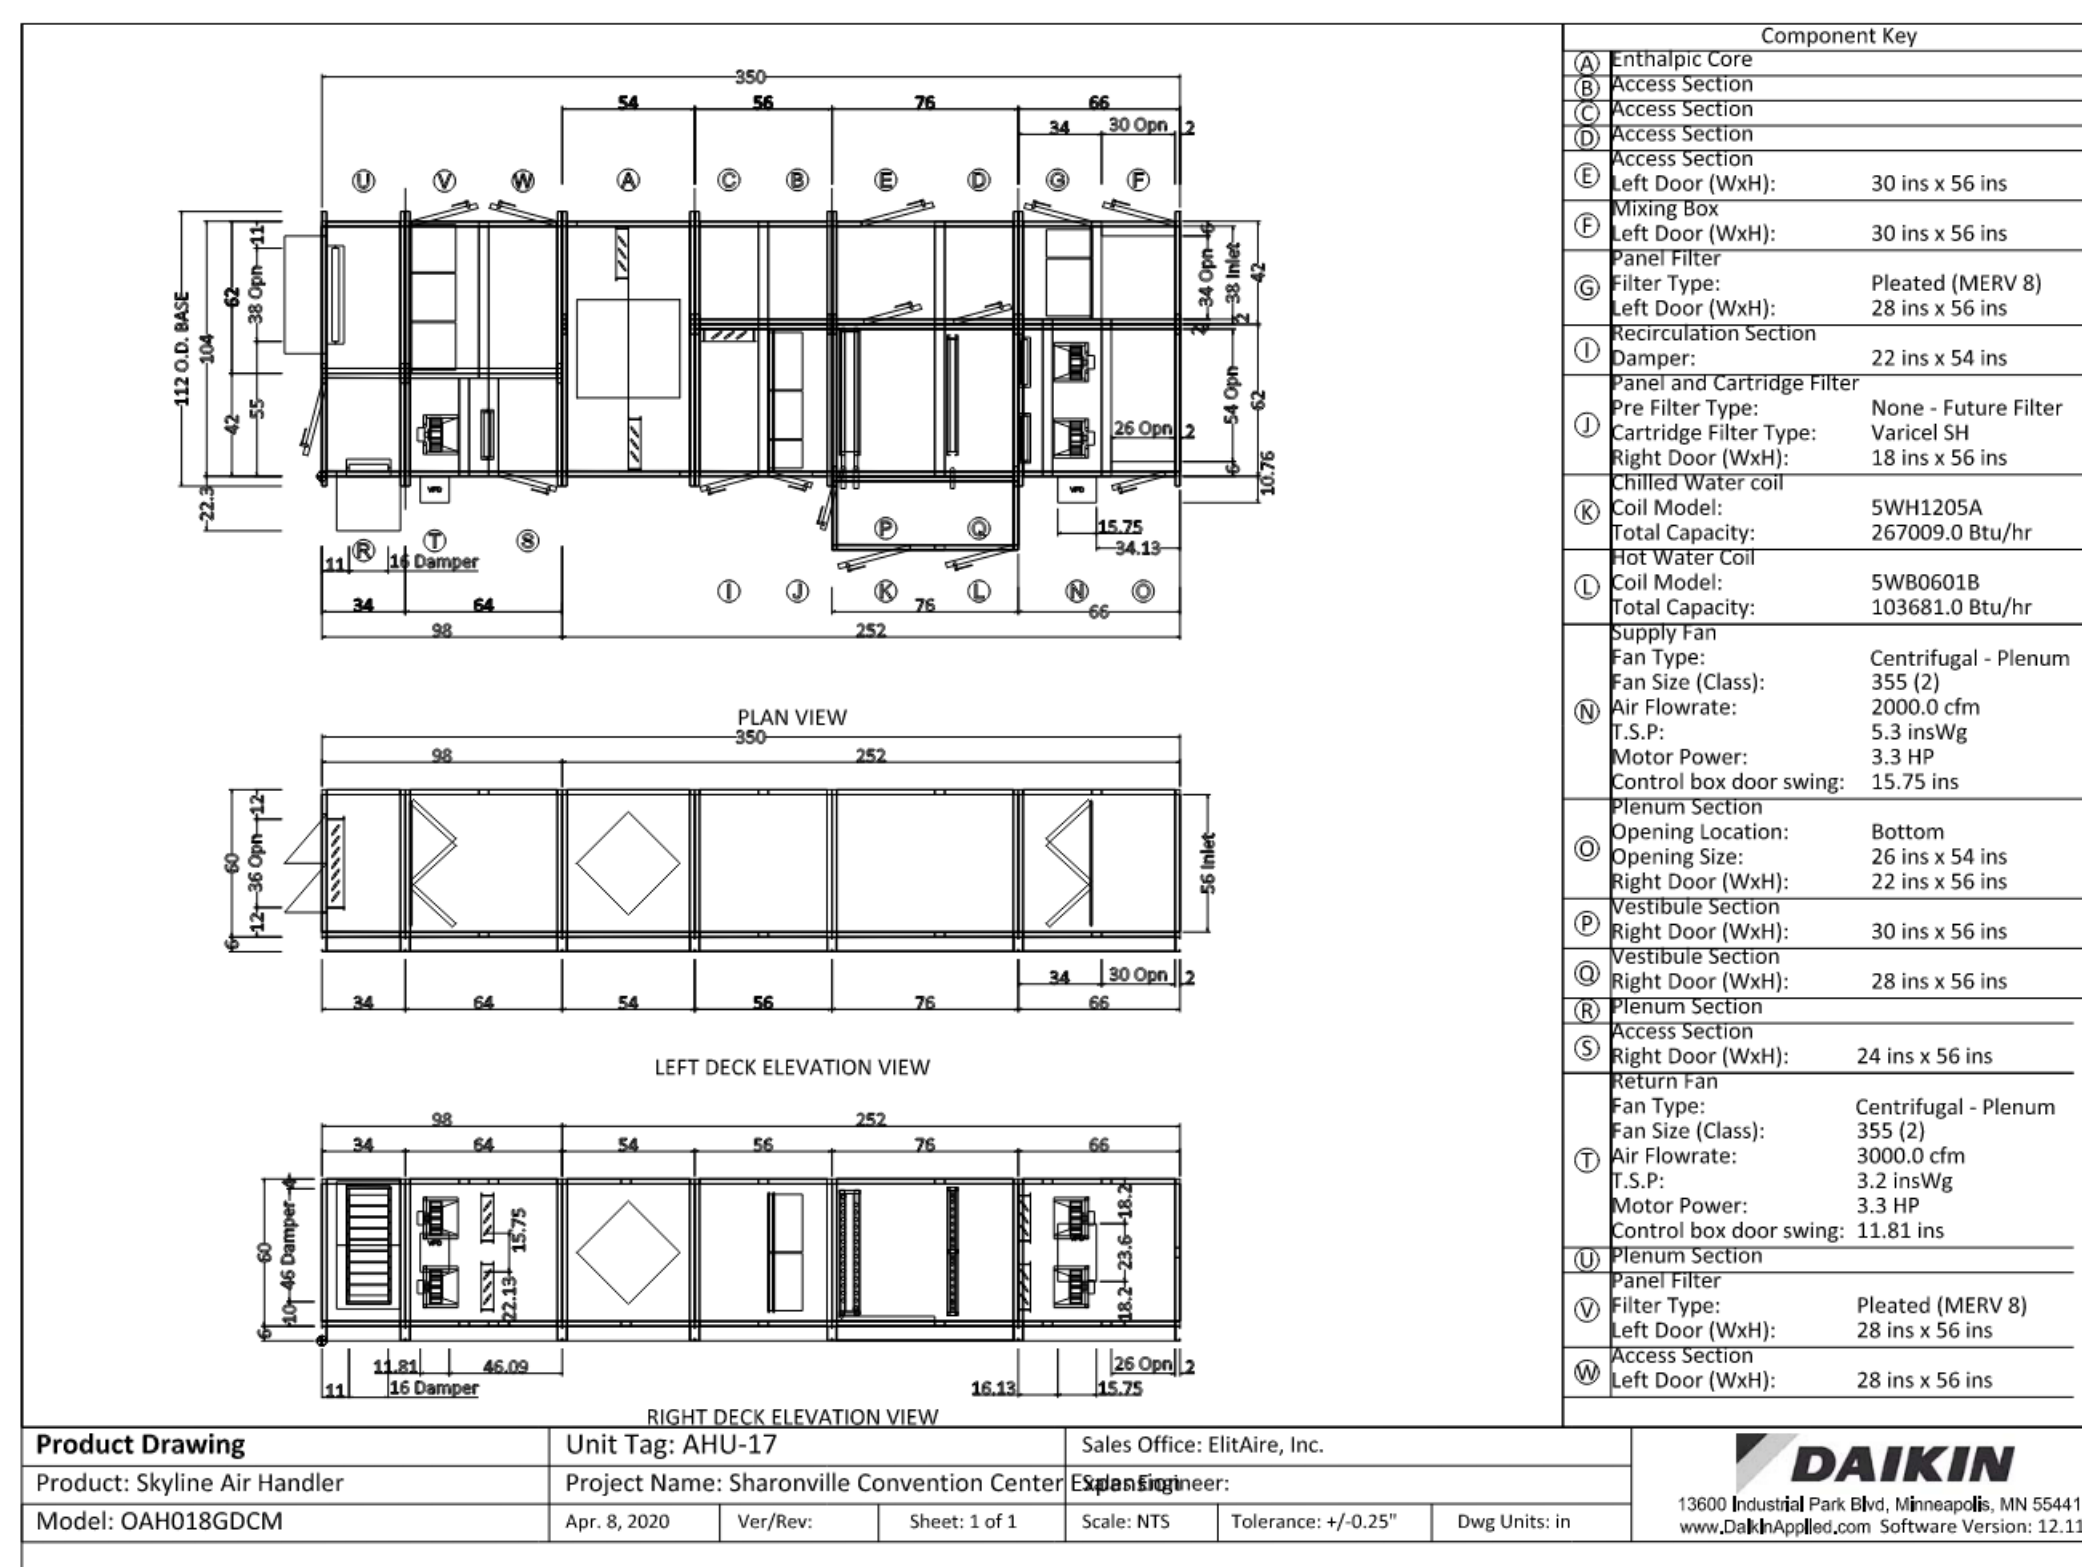 350
54 56 76 66
34 30 Opn 2
U V W A C B E D G F
112 O.D. BASE
104
62
42
11
38 Opn
55
22.3
6
34 Opn
38 Inlet
42
2
2
54 Opn
62
6
26 Opn 2
10.76
VFD VFD
P Q
15.75
34.13
R T S
11 16 Damper
I J K L N O
34 64 76 66
98 252
PLAN VIEW
350
98 252
12
36 Opn
12
60
6
56 Inlet
34 30 Opn 2
34 64 54 56 76 66
LEFT DECK ELEVATION VIEW
98 252
34 64 54 56 76 66
4
46 Damper
60
10
6
15.75
22.13
18.2
23.6
18.2
VFD VFD
11.81 46.09 26 Opn 2
11 16 Damper 16.13 15.75
RIGHT DECK ELEVATION VIEW
Component Key
A Enthalpic Core
B Access Section
C Access Section
D Access Section
E Access Section
Left Door (WxH): 30 ins x 56 ins
F Mixing Box
Left Door (WxH): 30 ins x 56 ins
G Panel Filter
Filter Type: Pleated (MERV 8)
Left Door (WxH): 28 ins x 56 ins
I Recirculation Section
Damper: 22 ins x 54 ins
J Panel and Cartridge Filter
Pre Filter Type: None - Future Filter
Cartridge Filter Type: Varicel SH
Right Door (WxH): 18 ins x 56 ins
K Chilled Water coil
Coil Model: 5WH1205A
Total Capacity: 267009.0 Btu/hr
L Hot Water Coil
Coil Model: 5WB0601B
Total Capacity: 103681.0 Btu/hr
N Supply Fan
Fan Type: Centrifugal - Plenum
Fan Size (Class): 355 (2)
Air Flowrate: 2000.0 cfm
T.S.P: 5.3 insWg
Motor Power: 3.3 HP
Control box door swing: 15.75 ins
O Plenum Section
Opening Location: Bottom
Opening Size: 26 ins x 54 ins
Right Door (WxH): 22 ins x 56 ins
P Vestibule Section
Right Door (WxH): 30 ins x 56 ins
Q Vestibule Section
Right Door (WxH): 28 ins x 56 ins
R Plenum Section
S Access Section
Right Door (WxH): 24 ins x 56 ins
T Return Fan
Fan Type: Centrifugal - Plenum
Fan Size (Class): 355 (2)
Air Flowrate: 3000.0 cfm
T.S.P: 3.2 insWg
Motor Power: 3.3 HP
Control box door swing: 11.81 ins
U Plenum Section
V Panel Filter
Filter Type: Pleated (MERV 8)
Left Door (WxH): 28 ins x 56 ins
W Access Section
Left Door (WxH): 28 ins x 56 ins
Product Drawing
Unit Tag: AHU-17
Sales Office: ElitAire, Inc.
Product: Skyline Air Handler
Project Name: Sharonville Convention Center Expansion
Sales Engineer:
Model: OAH018GDCM
Apr. 8, 2020
Ver/Rev:
Sheet: 1 of 1
Scale: NTS
Tolerance: +/-0.25"
Dwg Units: in
DAIKIN
13600 Industrial Park Blvd, Minneapolis, MN 55441
www.DaikinApplied.com Software Version: 12.11